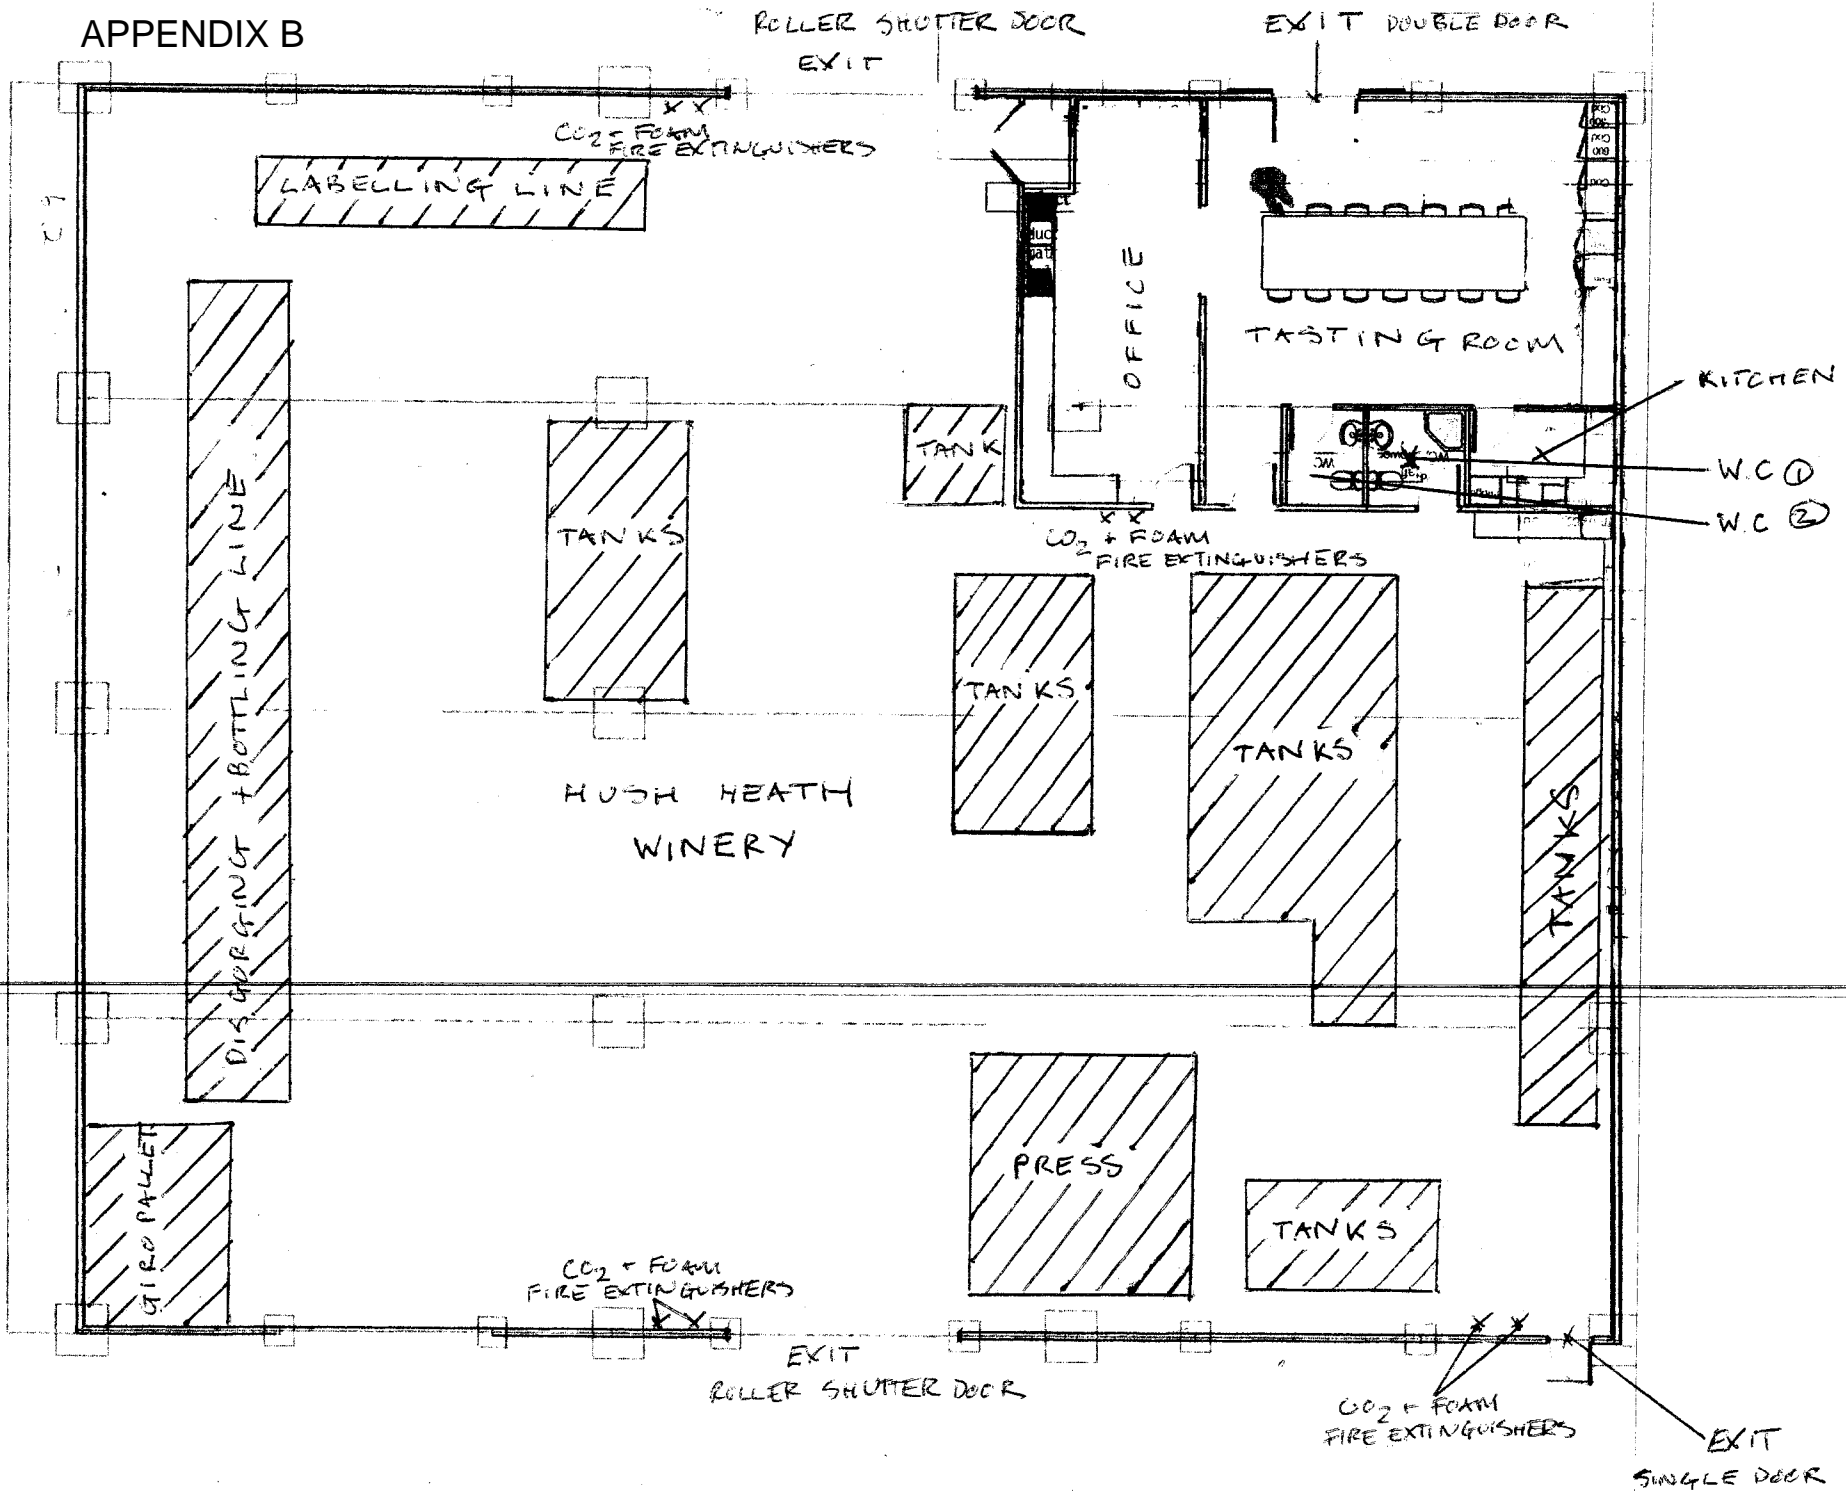 APPENDIX B
ROLLER SHUTTER DOOR
EXIT
EXIT DOUBLE DOOR
CO2 + FOAM
FIRE EXTINGUISHERS
LABELLING LINE
OFFICE
TASTING ROOM
KITCHEN
W.C ①
W.C ②
WC
TANK
TANKS
CO2 + FOAM
FIRE EXTINGUISHERS
DISGORGING + BOTTLING LINE
TANKS
TANKS
TANKS
HUSH HEATH
WINERY
PRESS
TANKS
GIRO PALLET
CO2 + FOAM
FIRE EXTINGUISHERS
EXIT
ROLLER SHUTTER DOOR
CO2 + FOAM
FIRE EXTINGUISHERS
EXIT
SINGLE DOOR